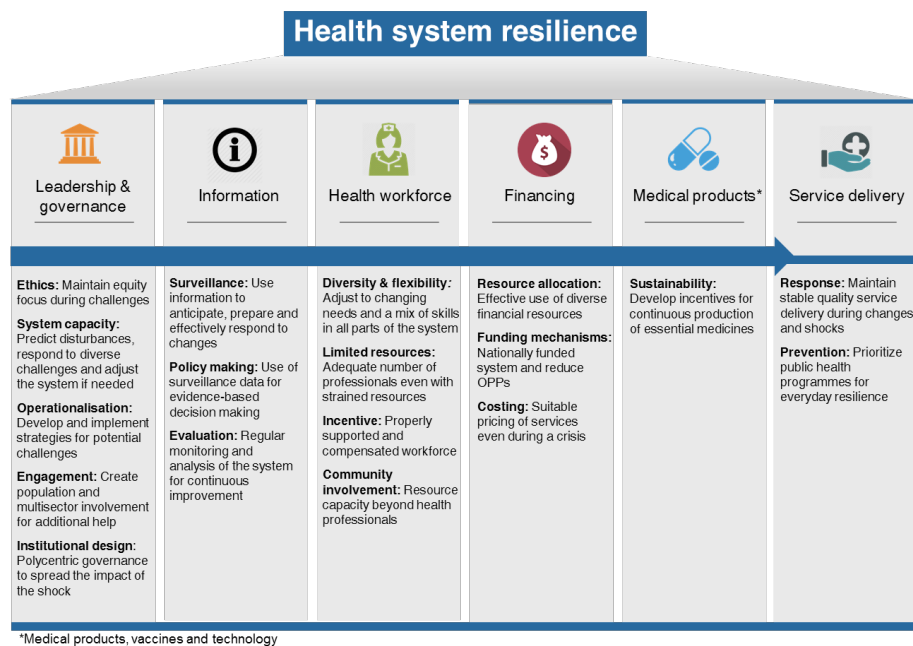 Health system resilience
Leadership &
governance
Information
Health workforce
Financing
Medical products*
Service delivery
Ethics: Maintain equity
focus during challenges
System capacity:
Predict disturbances,
respond to diverse
challenges and adjust
the system if needed
Operationalisation:
Develop and implement
strategies for potential
challenges
Engagement: Create
population and
multisector involvement
for additional help
Institutional design:
Polycentric governance
to spread the impact of
the shock
Surveillance: Use
information to
anticipate, prepare and
effectively respond to
changes
Policy making: Use of
surveillance data for
evidence-based
decision making
Evaluation: Regular
monitoring and
analysis of the system
for continuous
improvement
Diversity & flexibility:
Adjust to changing
needs and a mix of skills
in all parts of the system
Limited resources:
Adequate number of
professionals even with
strained resources
Incentive: Properly
supported and
compensated workforce
Community
involvement: Resource
capacity beyond health
professionals
Resource allocation:
Effective use of diverse
financial resources
Funding mechanisms:
Nationally funded
system and reduce
OPPs
Costing: Suitable
pricing of services
even during a crisis
Sustainability:
Develop incentives for
continuous production
of essential medicines
Response: Maintain
stable quality service
delivery during changes
and shocks
Prevention: Prioritize
public health
programmes for
everyday resilience
*Medical products, vaccines and technology